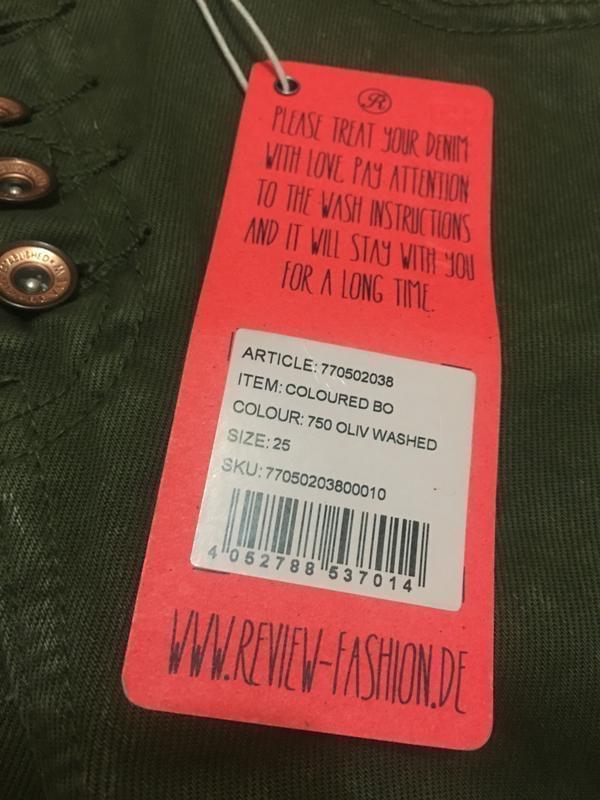 R
PLEASE TREAT YOUR DENIM
WITH LOVE, PAY ATTENTION
TO THE WASH INSTRUCTIONS
AND IT WILL STAY WITH YOU
FOR A LONG TIME.
ARTICLE: 770502038
ITEM: COLOURED BO
COLOUR: 750 OLIV WASHED
SIZE: 25
SKU: 77050203800010
4 052788 537014
WWW.REVIEW-FASHION.DE
ESTABLISHED